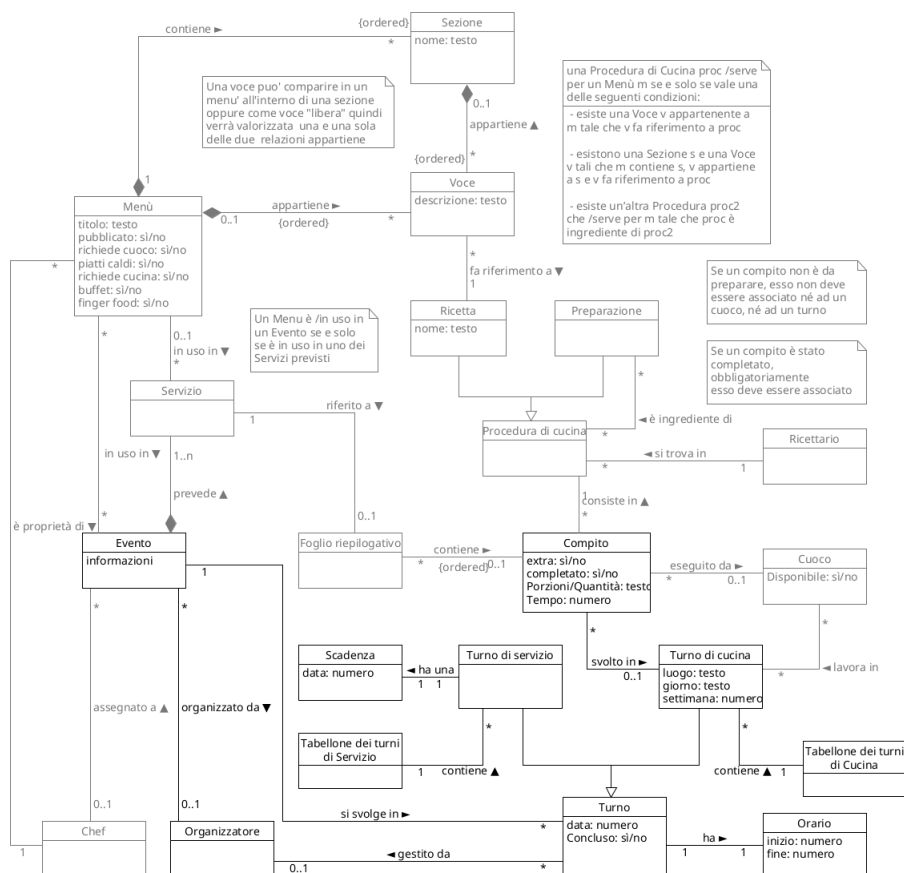 contiene ►
{ordered}
*
Sezione
nome: testo
Una voce puo' comparire in un
menu' all'interno di una sezione
oppure come voce "libera" quindi
verrà valorizzata una e una sola
delle due relazioni appartiene
una Procedura di Cucina proc /serve
per un Menù m se e solo se vale una
delle seguenti condizioni:
- esiste una Voce v appartenente a
m tale che v fa riferimento a proc
- esistono una Sezione s e una Voce
v tali che m contiene s, v appartiene
a s e v fa riferimento a proc
- esiste un'altra Procedura proc2
che /serve per m tale che proc è
ingrediente di proc2
0..1
appartiene ▲
{ordered}
*
1
Menù
titolo: testo
pubblicato: sì/no
richiede cuoco: sì/no
piatti caldi: sì/no
richiede cucina: sì/no
buffet: sì/no
finger food: sì/no
appartiene ►
0..1
{ordered}
*
Voce
descrizione: testo
*
fa riferimento a ▼
1
*
Se un compito non è da
preparare, esso non deve
essere associato né ad un
cuoco, né ad un turno
Un Menu è /in uso in
un Evento se e solo
se è in uso in uno dei
Servizi previsti
Ricetta
nome: testo
Preparazione
*
0..1
in uso in ▼
*
Se un compito è stato
completato,
obbligatoriamente
esso deve essere associato
Servizio
riferito a ▼
1
*
◄ è ingrediente di
*
Procedura di cucina
Ricettario
◄ si trova in
*
1
in uso in ▼
1..n
prevede ▲
1
consiste in ▲
*
*
0..1
è proprietà di ▼
Evento
informazioni
1
Foglio riepilogativo
contiene ►
*
{ordered}
0..1
Compito
extra: sì/no
completato: sì/no
Porzioni/Quantità: testo
Tempo: numero
eseguito da ►
*
0..1
Cuoco
Disponibile: sì/no
*
*
*
*
Scadenza
data: numero
◄ ha una
1
1
Turno di servizio
svolto in ►
0..1
Turno di cucina
luogo: testo
giorno: testo
settimana: numero
◄ lavora in
*
assegnato a ▲
organizzato da ▼
*
*
Tabellone dei turni
di Servizio
1
contiene ▲
contiene ▲
1
Tabellone dei turni
di Cucina
0..1
0..1
si svolge in ►
*
Turno
data: numero
Concluso: sì/no
Chef
1
Organizzatore
◄ gestito da
0..1
*
ha ►
1
1
Orario
inizio: numero
fine: numero